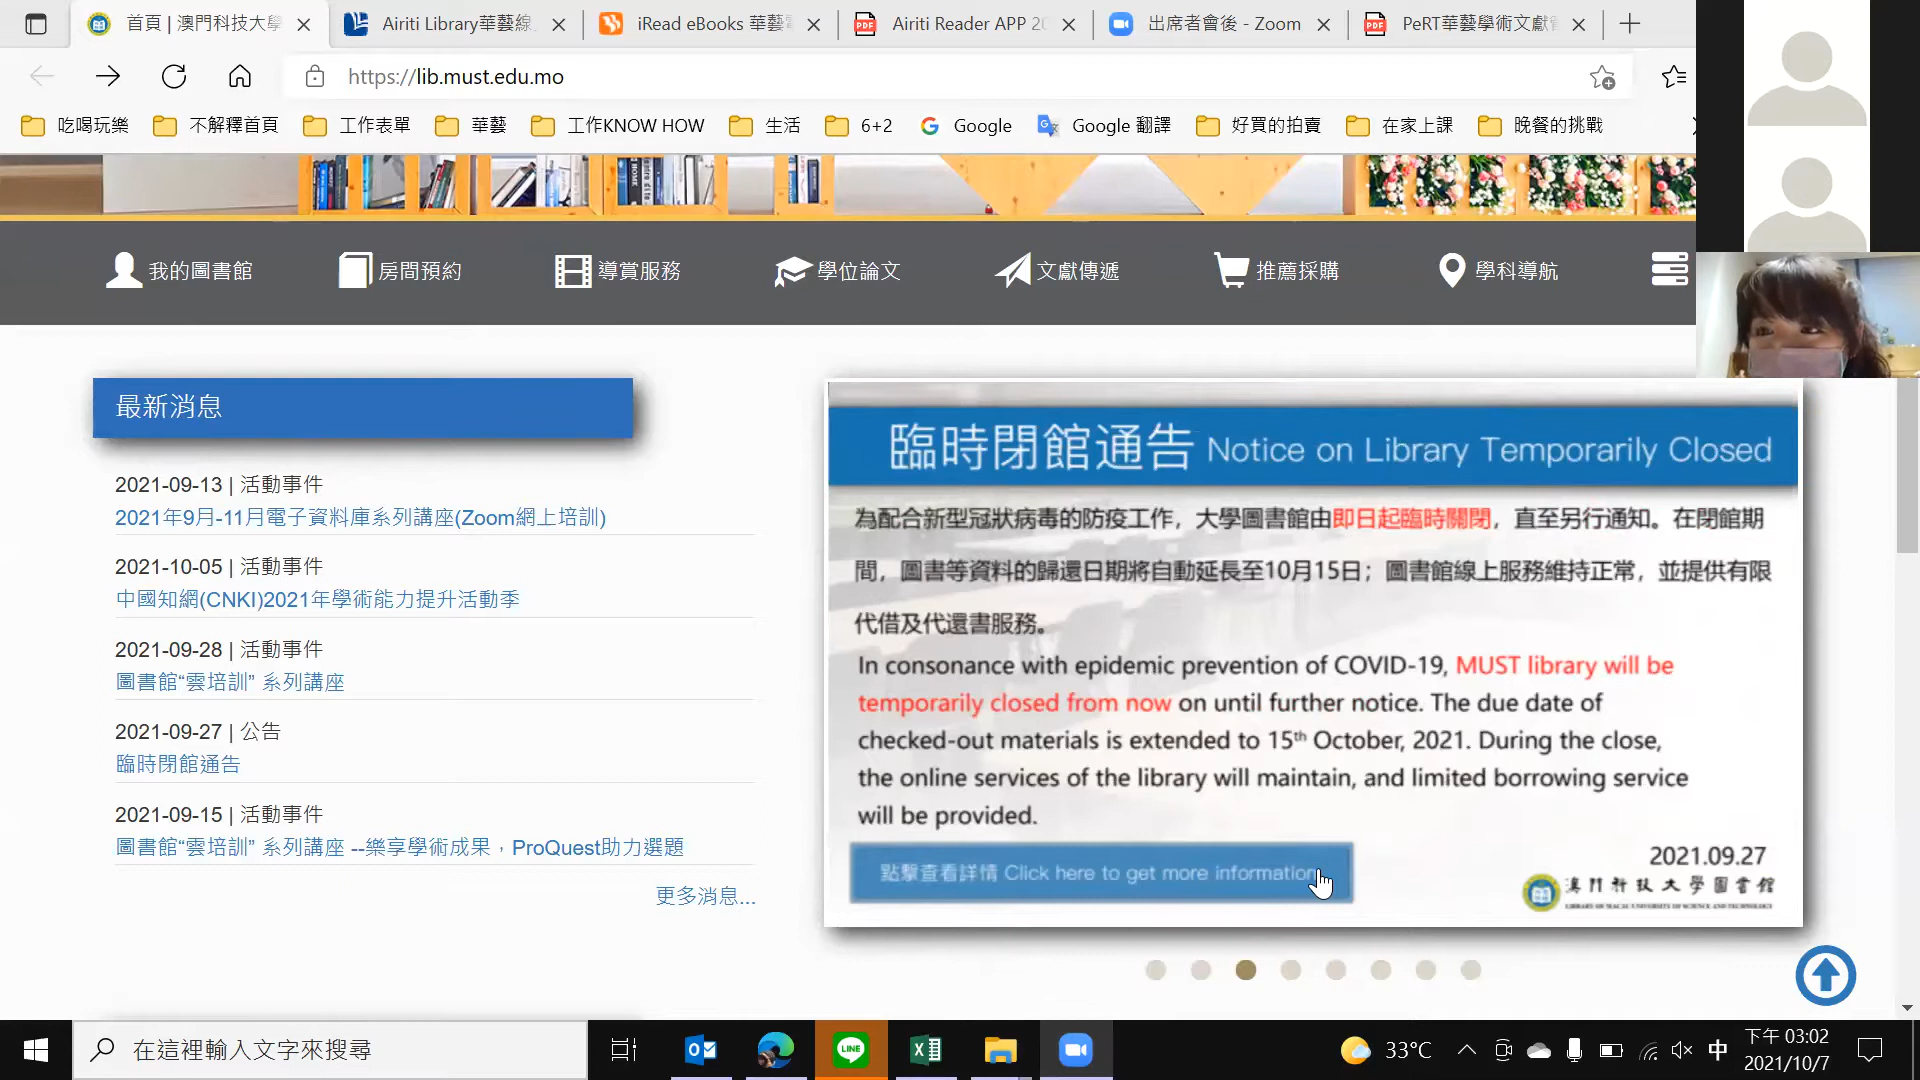 首頁 | 澳門科技大學
Airiti Library華藝線
iRead eBooks 華藝
Airiti Reader APP 20
出席者會後 - Zoom
PeRT華藝學術文獻
https://lib.must.edu.mo
吃喝玩樂
不解釋首頁
工作表單
華藝
工作KNOW HOW
生活
6+2
Google
Google 翻譯
好買的拍賣
在家上課
晚餐的挑戰
我的圖書館
房間預約
導賞服務
學位論文
文獻傳遞
推薦採購
學科導航
最新消息
2021-09-13 | 活動事件
2021年9月-11月電子資料庫系列講座(Zoom網上培訓)
2021-10-05 | 活動事件
中國知網(CNKI)2021年學術能力提升活動季
2021-09-28 | 活動事件
圖書館“雲培訓” 系列講座
2021-09-27 | 公告
臨時閉館通告
2021-09-15 | 活動事件
圖書館“雲培訓” 系列講座 --樂享學術成果，ProQuest助力選題
更多消息...
臨時閉館通告 Notice on Library Temporarily Closed
為配合新型冠狀病毒的防疫工作，大學圖書館由即日起臨時關閉，直至另行通知。在閉館期
間，圖書等資料的歸還日期將自動延長至10月15日；圖書館線上服務維持正常，並提供有限
代借及代還書服務。
In consonance with epidemic prevention of COVID-19, MUST library will be
temporarily closed from now on until further notice. The due date of
checked-out materials is extended to 15th October, 2021. During the close,
the online services of the library will maintain, and limited borrowing service
will be provided.
點擊查看詳情 Click here to get more information
2021.09.27
澳門科技大學圖書館
LIBRARY OF MACAU UNIVERSITY OF SCIENCE AND TECHNOLOGY
在這裡輸入文字來搜尋
LINE
33°C
中
下午 03:02
2021/10/7